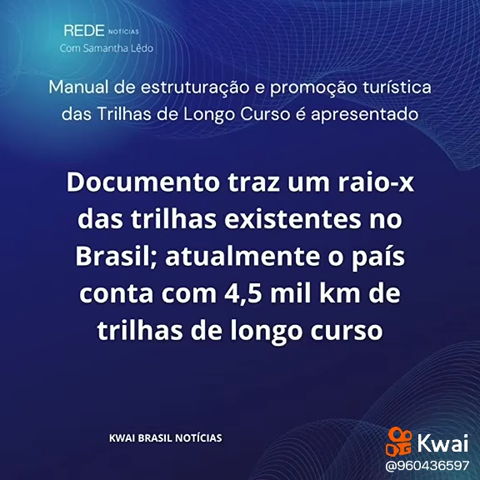 REDE NOTÍCIAS
Com Samantha Lêdo
Manual de estruturação e promoção turística
das Trilhas de Longo Curso é apresentado
Documento traz um raio-x
das trilhas existentes no
Brasil; atualmente o país
conta com 4,5 mil km de
trilhas de longo curso
KWAI BRASIL NOTÍCIAS
Kwai
@960436597